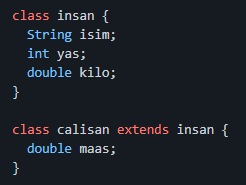 class insan {
  String isim;
  int yas;
  double kilo;
}

class calisan extends insan {
  double maas;
}